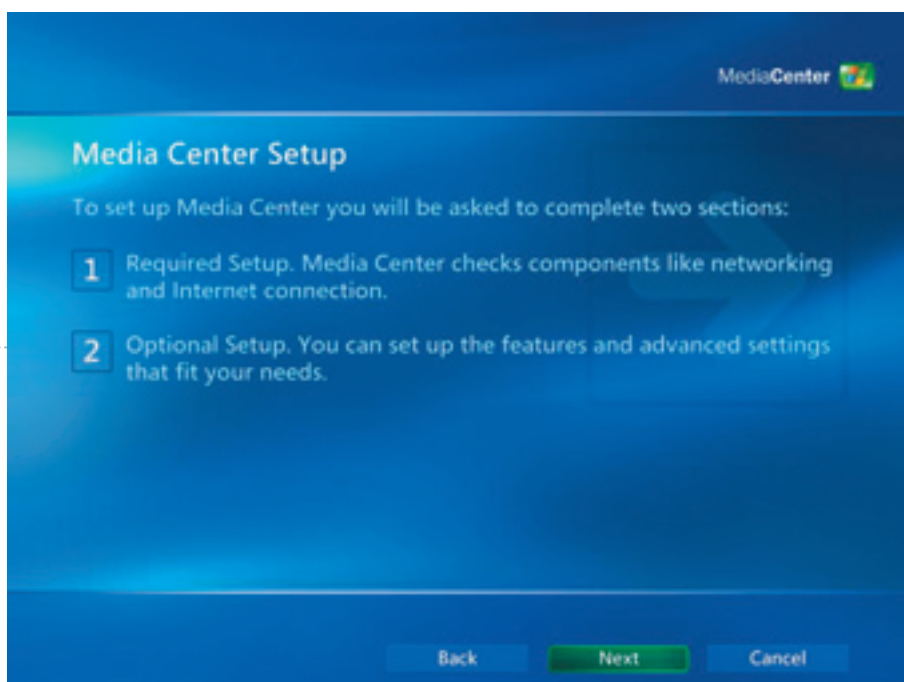 MediaCenter
Media Center Setup
To set up Media Center you will be asked to complete two sections:
1 Required Setup. Media Center checks components like networking
and Internet connection.
2 Optional Setup. You can set up the features and advanced settings
that fit your needs.
Back Next Cancel